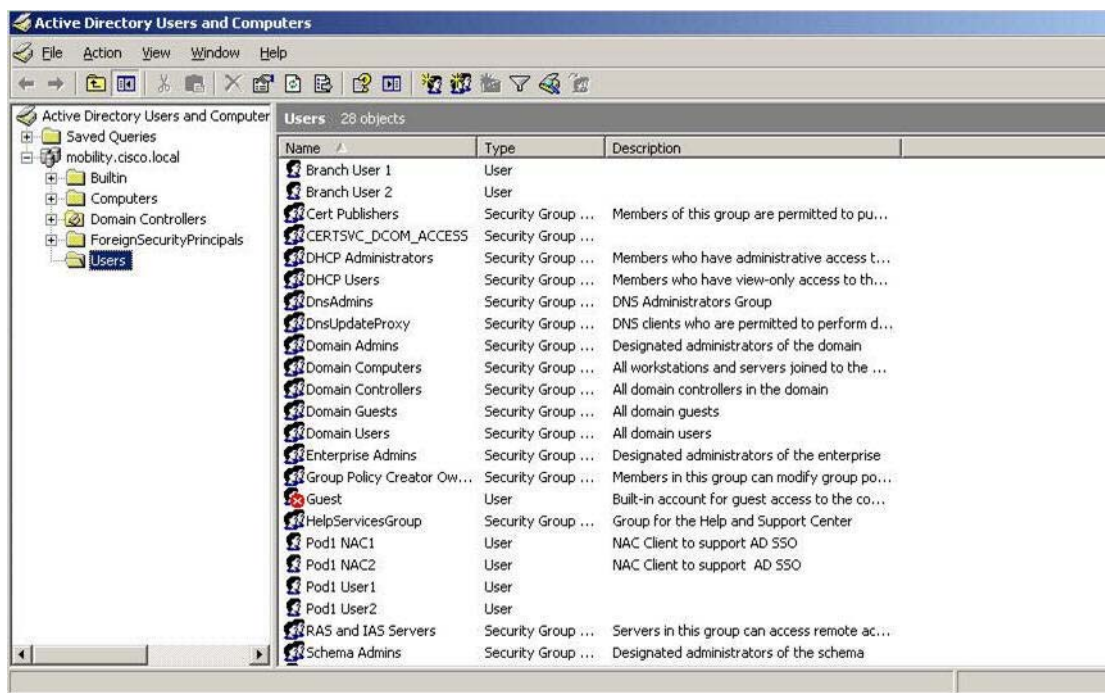 Active Directory Users and Computers
File Action View Window Help
Active Directory Users and Computer
Saved Queries
mobility.cisco.local
Builtin
Computers
Domain Controllers
ForeignSecurityPrincipals
Users
Users 28 objects
Name Type Description
Branch User 1 User
Branch User 2 User
Cert Publishers Security Group ... Members of this group are permitted to pu...
CERTSVC_DCOM_ACCESS Security Group ...
DHCP Administrators Security Group ... Members who have administrative access t...
DHCP Users Security Group ... Members who have view-only access to th...
DnsAdmins Security Group ... DNS Administrators Group
DnsUpdateProxy Security Group ... DNS clients who are permitted to perform d...
Domain Admins Security Group ... Designated administrators of the domain
Domain Computers Security Group ... All workstations and servers joined to the ...
Domain Controllers Security Group ... All domain controllers in the domain
Domain Guests Security Group ... All domain guests
Domain Users Security Group ... All domain users
Enterprise Admins Security Group ... Designated administrators of the enterprise
Group Policy Creator Ow... Security Group ... Members in this group can modify group po...
Guest User Built-in account for guest access to the co...
HelpServicesGroup Security Group ... Group for the Help and Support Center
Pod1 NAC1 User NAC Client to support AD SSO
Pod1 NAC2 User NAC Client to support AD SSO
Pod1 User1 User
Pod1 User2 User
RAS and IAS Servers Security Group ... Servers in this group can access remote ac...
Schema Admins Security Group ... Designated administrators of the schema